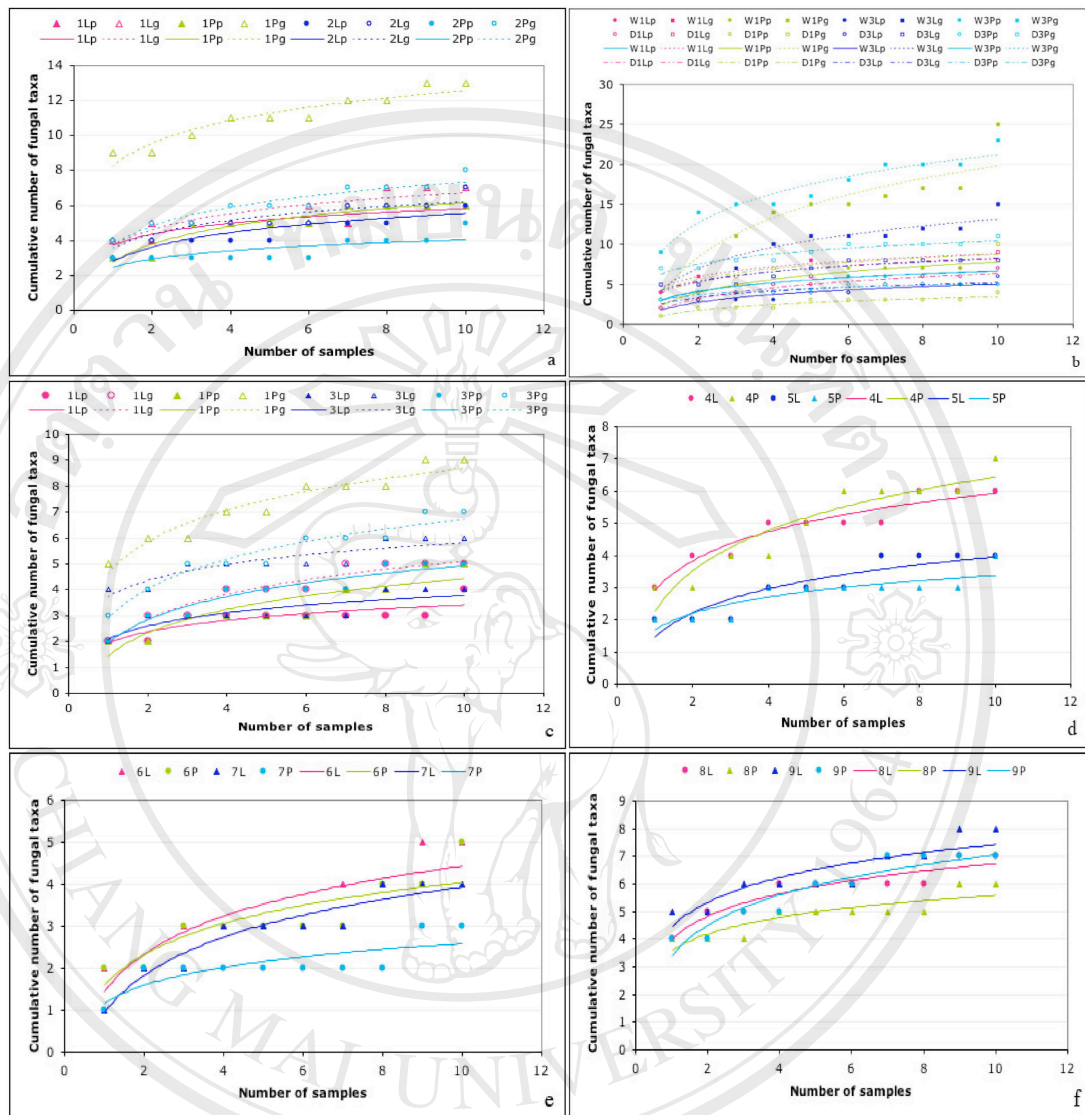 1Lp 1Lg 1Pp 1Pg 2Lp 2Lg 2Pp 2Pg
1Lp 1Lg 1Pp 1Pg 2Lp 2Lg 2Pp 2Pg
Cumulative number of fungal taxa
14
12
10
8
6
4
2
0
0 2 4 6 8 10 12
Number of samples
a
W1Lp W1Lg W1Pp W1Pg W3Lp W3Lg W3Pp W3Pg
D1Lp D1Lg D1Pp D1Pg D3Lp D3Lg D3Pp D3Pg
W1Lp W1Lg W1Pp W1Pg W3Lp W3Lg W3Pp W3Pg
D1Lp D1Lg D1Pp D1Pg D3Lp D3Lg D3Pp D3Pg
Cumulative number of fungal taxa
30
25
20
15
10
5
0
0 2 4 6 8 10 12
Number fo samples
b
1Lp 1Lg 1Pp 1Pg 3Lp 3Lg 3Pp 3Pg
1Lp 1Lg 1Pp 1Pg 3Lp 3Lg 3Pp 3Pg
Cumulative number of fungal taxa
10
9
8
7
6
5
4
3
2
1
0
0 2 4 6 8 10 12
Number of samples
c
4L 4P 5L 5P 4L 4P 5L 5P
Cumulative number of fungal taxa
8
7
6
5
4
3
2
1
0
0 2 4 6 8 10 12
Number of samples
d
6L 6P 7L 7P 6L 6P 7L 7P
Cumulative number of fungal taxa
6
5
4
3
2
1
0
0 2 4 6 8 10 12
Number of samples
e
8L 8P 9L 9P 8L 8P 9L 9P
Cumulative number of fungal taxa
9
8
7
6
5
4
3
2
1
0
0 2 4 6 8 10 12
Number of samples
f
CHIANG MAI UNIVERSITY 1964